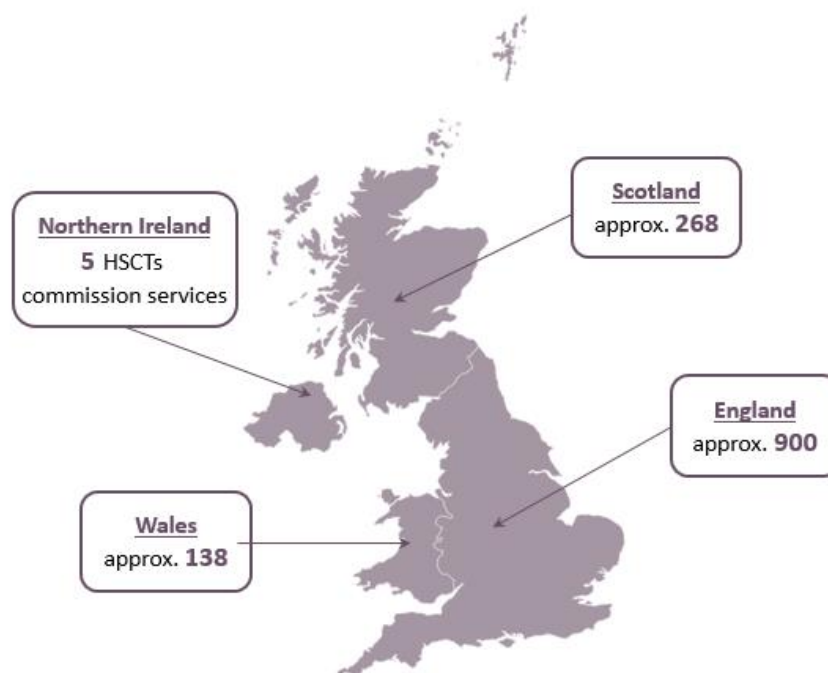 Scotland
approx. 268
Northern Ireland
5 HSCTs
commission services
England
approx. 900
Wales
approx. 138